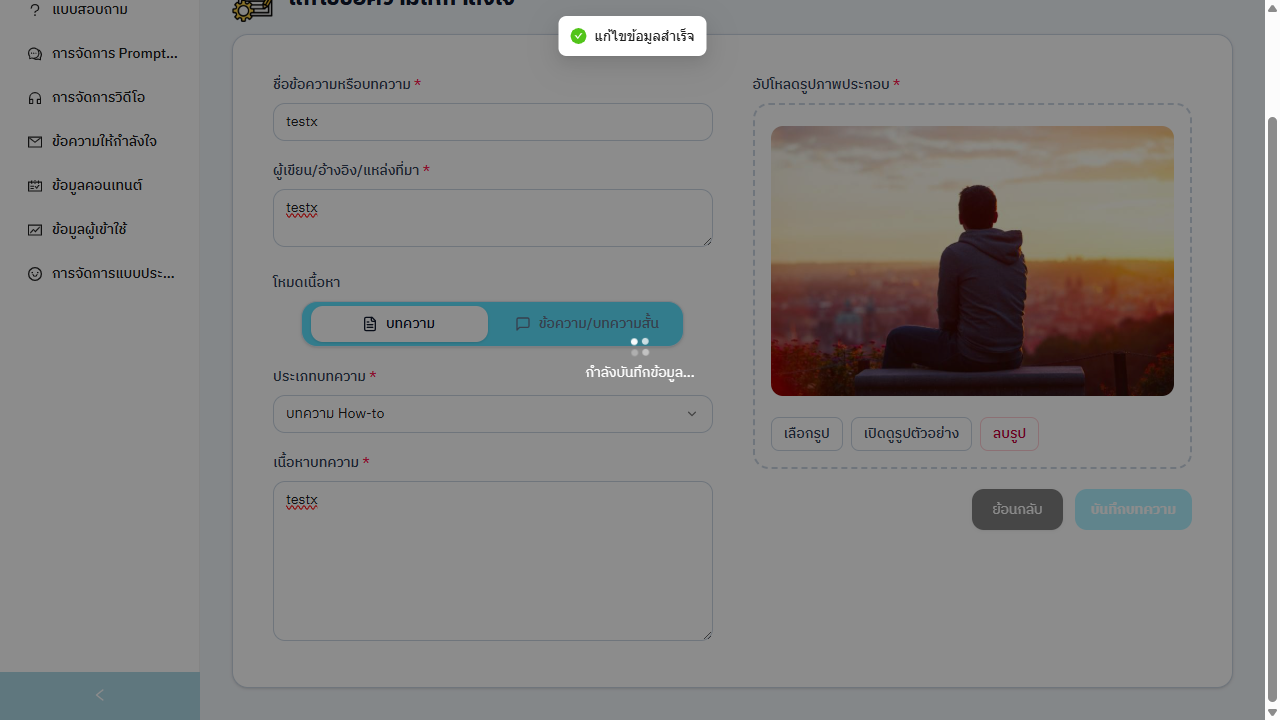 แบบสอบถาม
การจัดการ Prompt...
การจัดการวิดีโอ
ข้อความให้กำลังใจ
ข้อมูลคอนเทนต์
ข้อมูลผู้เข้าใช้
การจัดการแบบประ...
แก้ไขข้อมูลสำเร็จ
ชื่อข้อความหรือบทความ *
testx
ผู้เขียน/อ้างอิง/แหล่งที่มา *
testx
โหมดเนื้อหา
บทความ
ข้อความ/บทความสั้น
กำลังบันทึกข้อมูล...
ประเภทบทความ *
บทความ How-to
เนื้อหาบทความ *
testx
อัปโหลดรูปภาพประกอบ *
เลือกรูป
เปิดดูรูปตัวอย่าง
ลบรูป
ย้อนกลับ
บันทึกบทความ